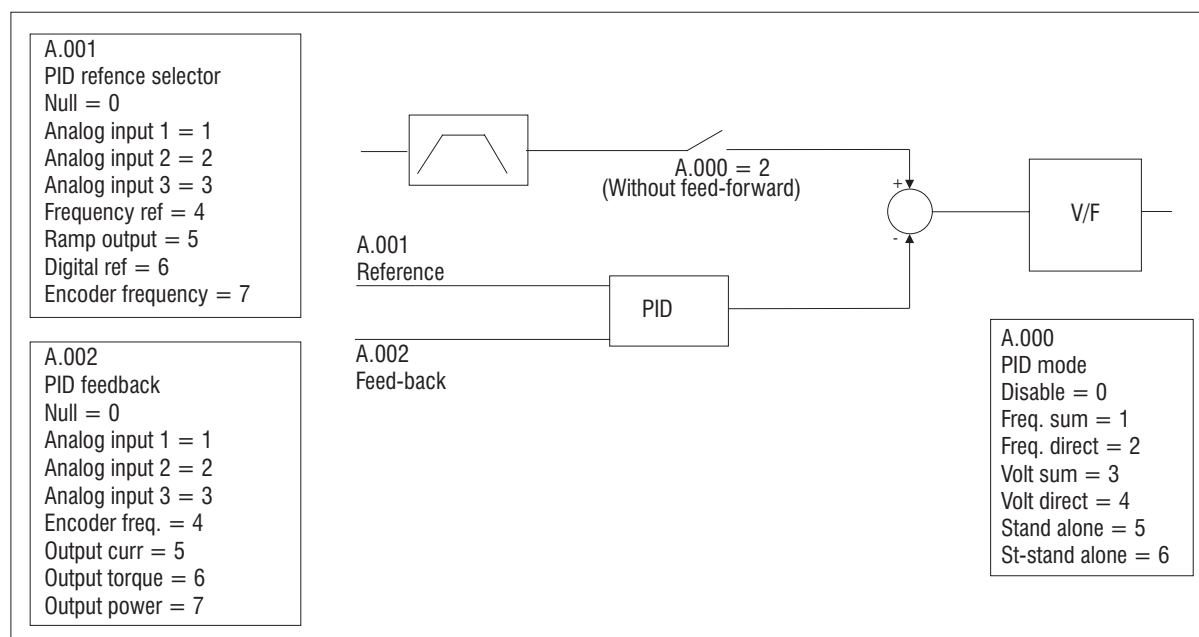 A.001
PID refence selector
Null = 0
Analog input 1 = 1
Analog input 2 = 2
Analog input 3 = 3
Frequency ref = 4
Ramp output = 5
Digital ref = 6
Encoder frequency = 7
A.002
PID feedback
Null = 0
Analog input 1 = 1
Analog input 2 = 2
Analog input 3 = 3
Encoder freq. = 4
Output curr = 5
Output torque = 6
Output power = 7
A.000 = 2
(Without feed-forward)
+
-
V/F
A.001
Reference
PID
A.002
Feed-back
A.000
PID mode
Disable = 0
Freq. sum = 1
Freq. direct = 2
Volt sum = 3
Volt direct = 4
Stand alone = 5
St-stand alone = 6